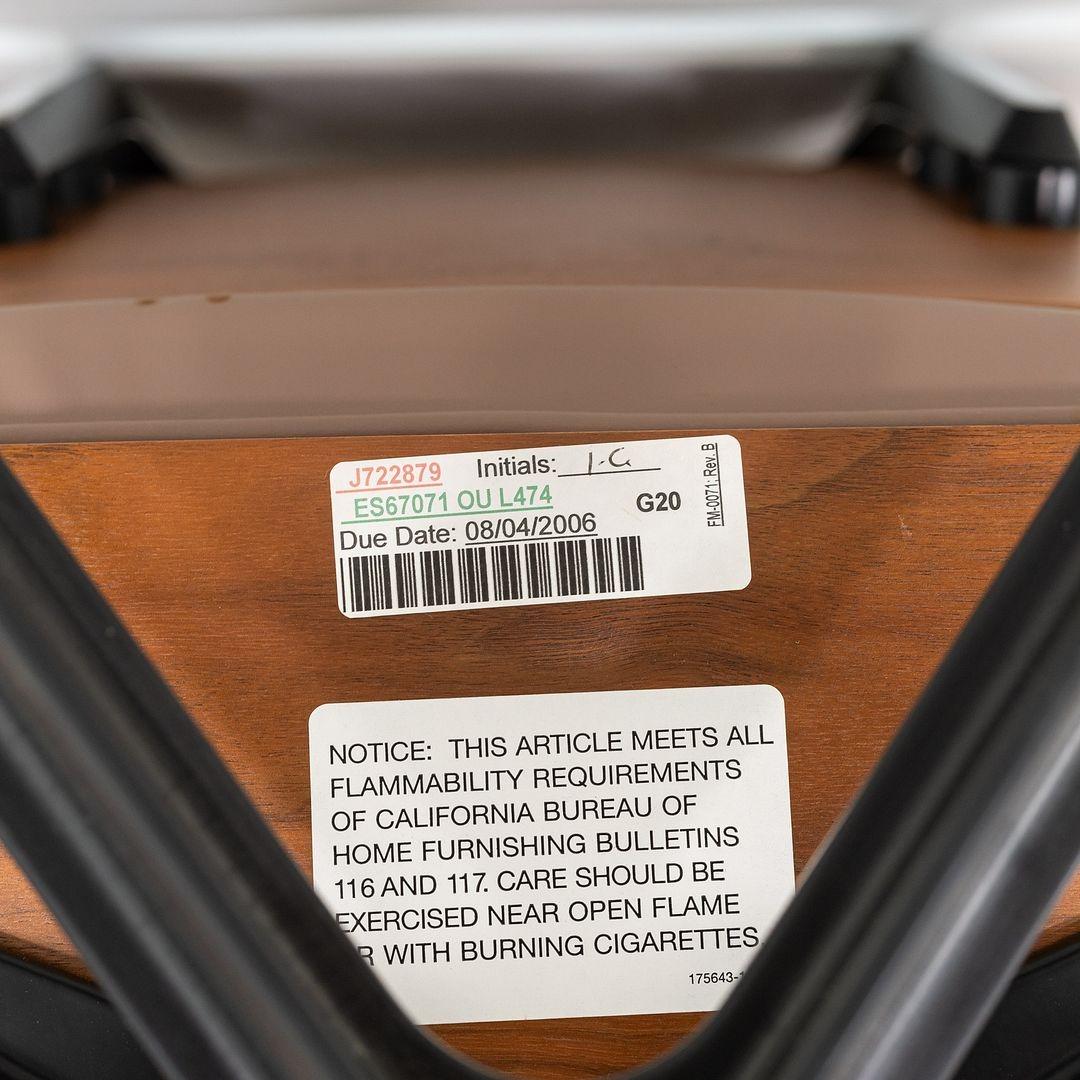 J722879 Initials: I.G
ES67071 OU L474
G20
Due Date: 08/04/2006
FM-0071: Rev. B
NOTICE: THIS ARTICLE MEETS ALL
FLAMMABILITY REQUIREMENTS
OF CALIFORNIA BUREAU OF
HOME FURNISHING BULLETINS
116 AND 117. CARE SHOULD BE
EXERCISED NEAR OPEN FLAME
R WITH BURNING CIGARETTES.